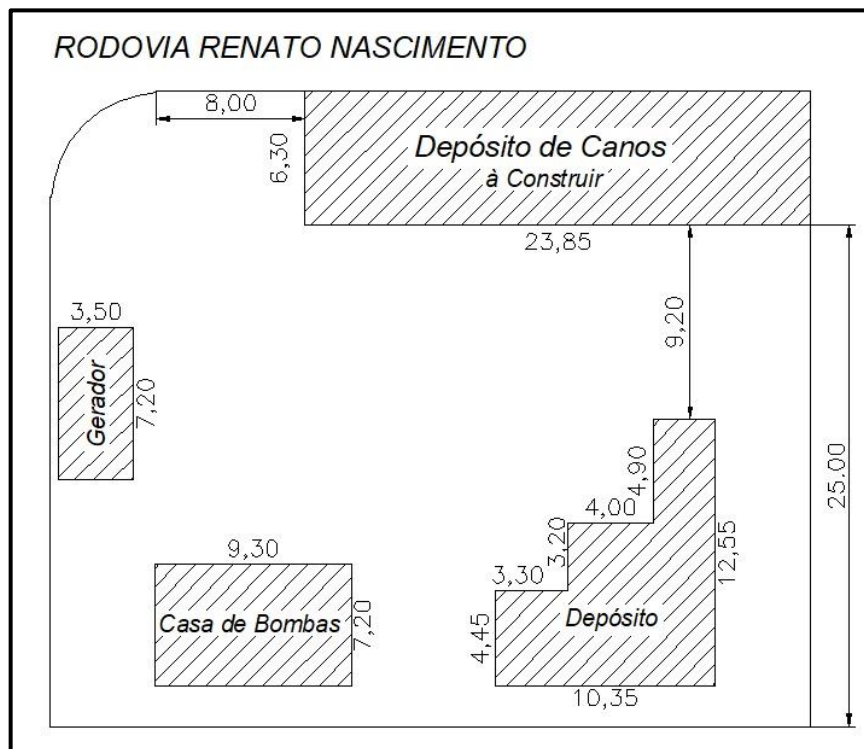 RODOVIA RENATO NASCIMENTO
8,00
6,30
Depósito de Canos
à Construir
23,85
9,20
25.00
3,50
Gerador
7,20
4,90
4,00
3,20
3,30
12,55
4,45
Depósito
10,35
9,30
Casa de Bombas
7,20